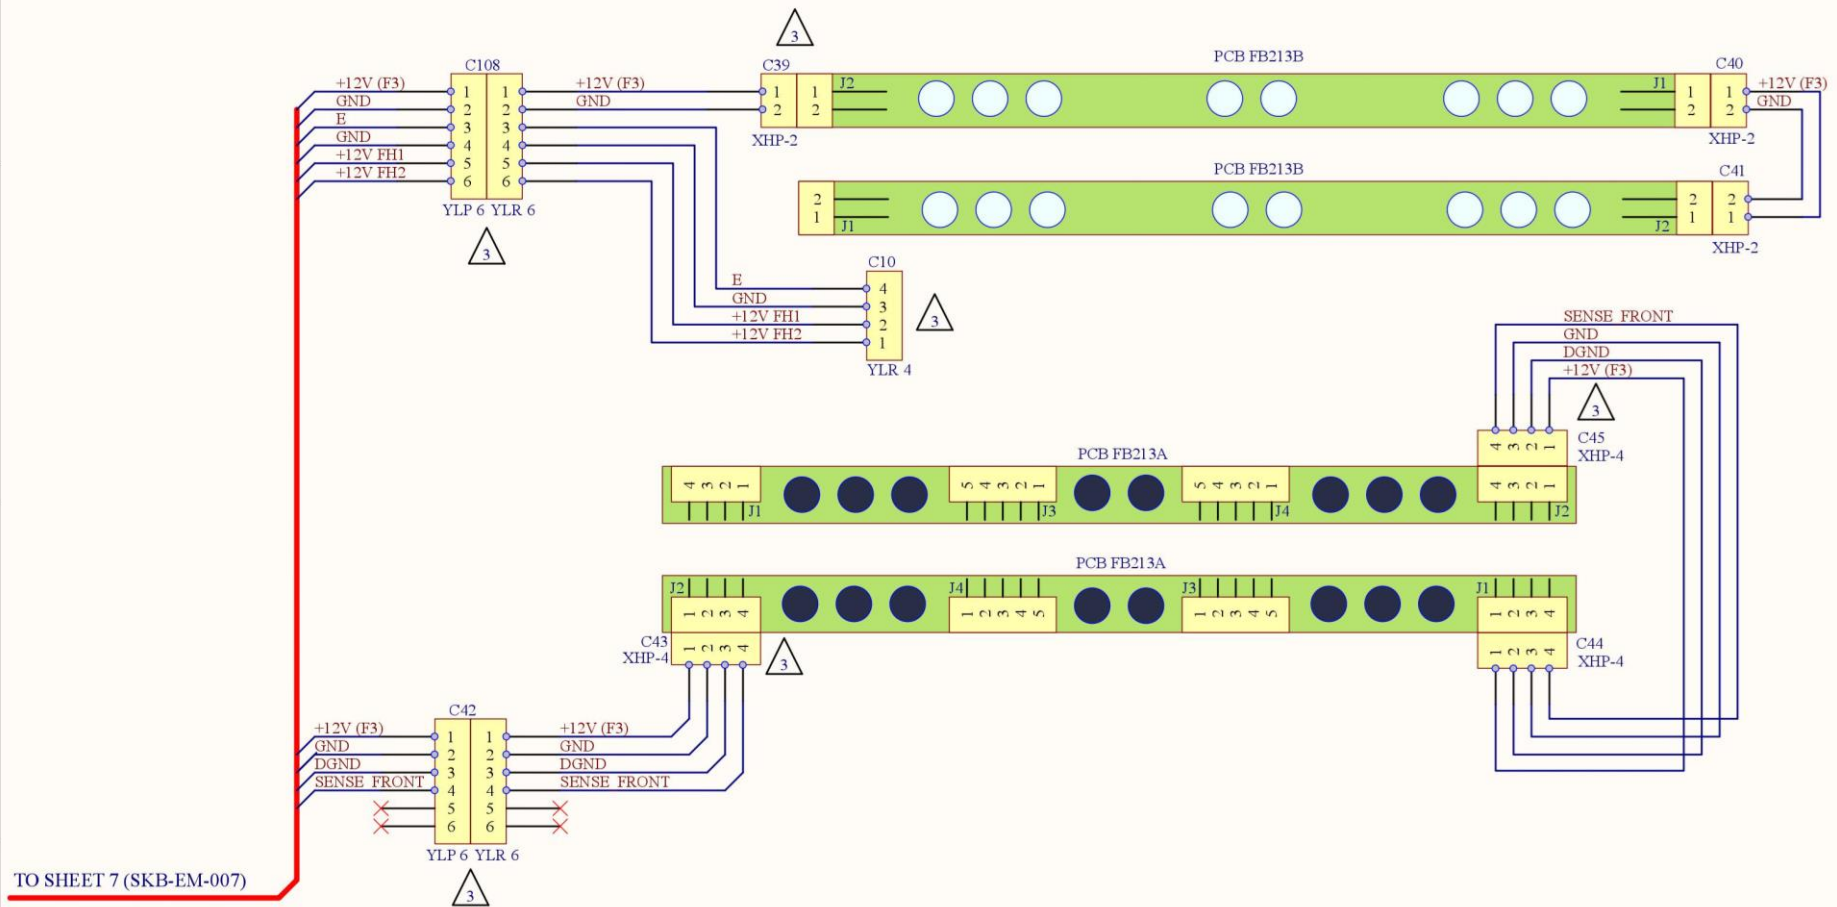 3
C108
+12V (F3)
GND
E
GND
+12V FH1
+12V FH2
1 1
2 2
3 3
4 4
5 5
6 6
YLP 6 YLR 6
3
+12V (F3)
GND
C39
1 1
2 2
XHP-2
J2
PCB FB213B
J1
C40
1 1
2 2
XHP-2
+12V (F3)
GND
PCB FB213B
2
1
J1
J2
C41
2 2
1 1
XHP-2
C10
E
GND
+12V FH1
+12V FH2
4
3
2
1
YLR 4
3
SENSE FRONT
GND
DGND
+12V (F3)
3
4 3 2 1
C45
XHP-4
PCB FB213A
4 3 2 1
J1
5 4 3 2 1
J3
5 4 3 2 1
J4
4 3 2 1
J2
PCB FB213A
J2
1 2 3 4
J4
1 2 3 4 5
J3
1 2 3 4 5
J1
1 2 3 4
C43
XHP-4
1 2 3 4
3
1 2 3 4
C44
XHP-4
C42
+12V (F3)
GND
DGND
SENSE FRONT
1 1
2 2
3 3
4 4
5 5
6 6
+12V (F3)
GND
DGND
SENSE FRONT
YLP 6 YLR 6
3
TO SHEET 7 (SKB-EM-007)